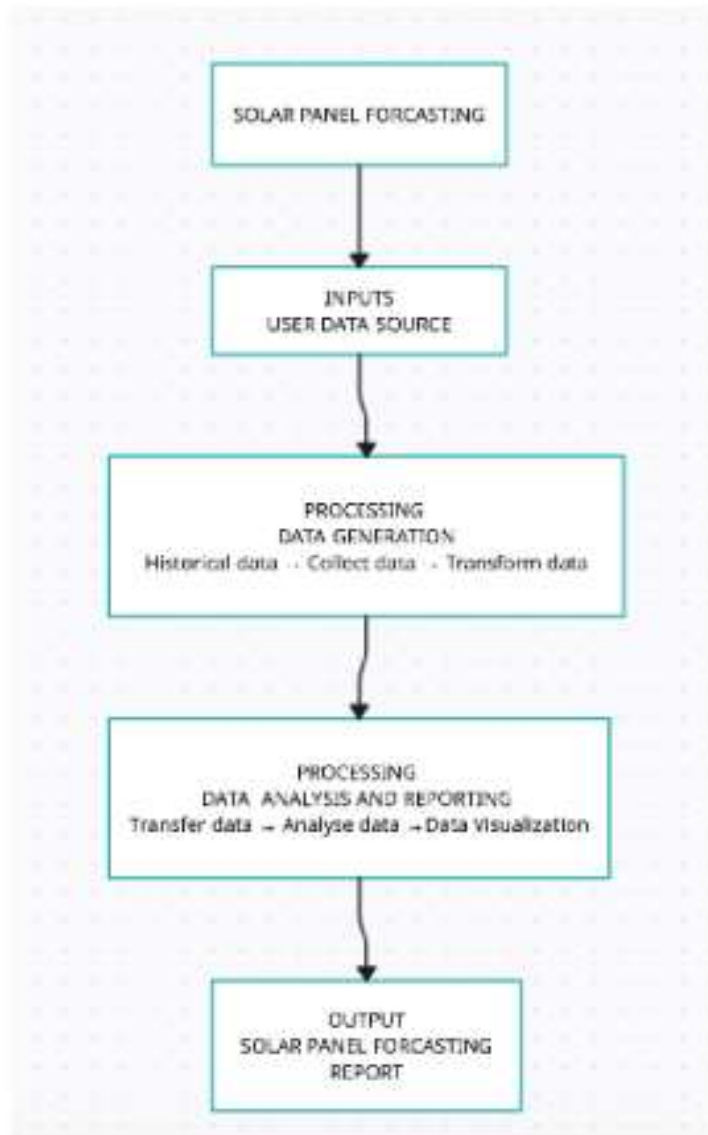 SOLAR PANEL FORCASTING
INPUTS
USER DATA SOURCE
PROCESSING
DATA GENERATION
Historical data → Collect data → Transform data
PROCESSING
DATA ANALYSIS AND REPORTING
Transfer data → Analyse data →Data Visualization
OUTPUT
SOLAR PANEL FORCASTING
REPORT